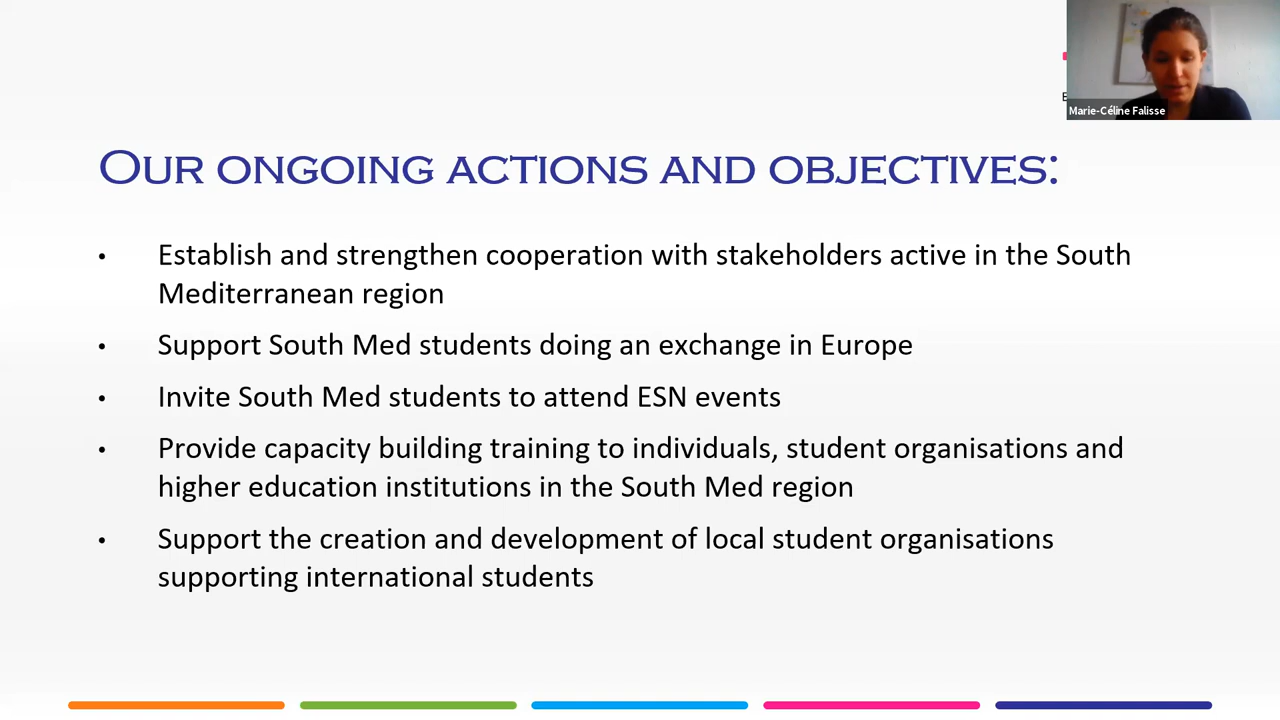 Marie-Céline Falisse
Our ongoing actions and objectives:
• Establish and strengthen cooperation with stakeholders active in the South
Mediterranean region
• Support South Med students doing an exchange in Europe
• Invite South Med students to attend ESN events
• Provide capacity building training to individuals, student organisations and
higher education institutions in the South Med region
• Support the creation and development of local student organisations
supporting international students